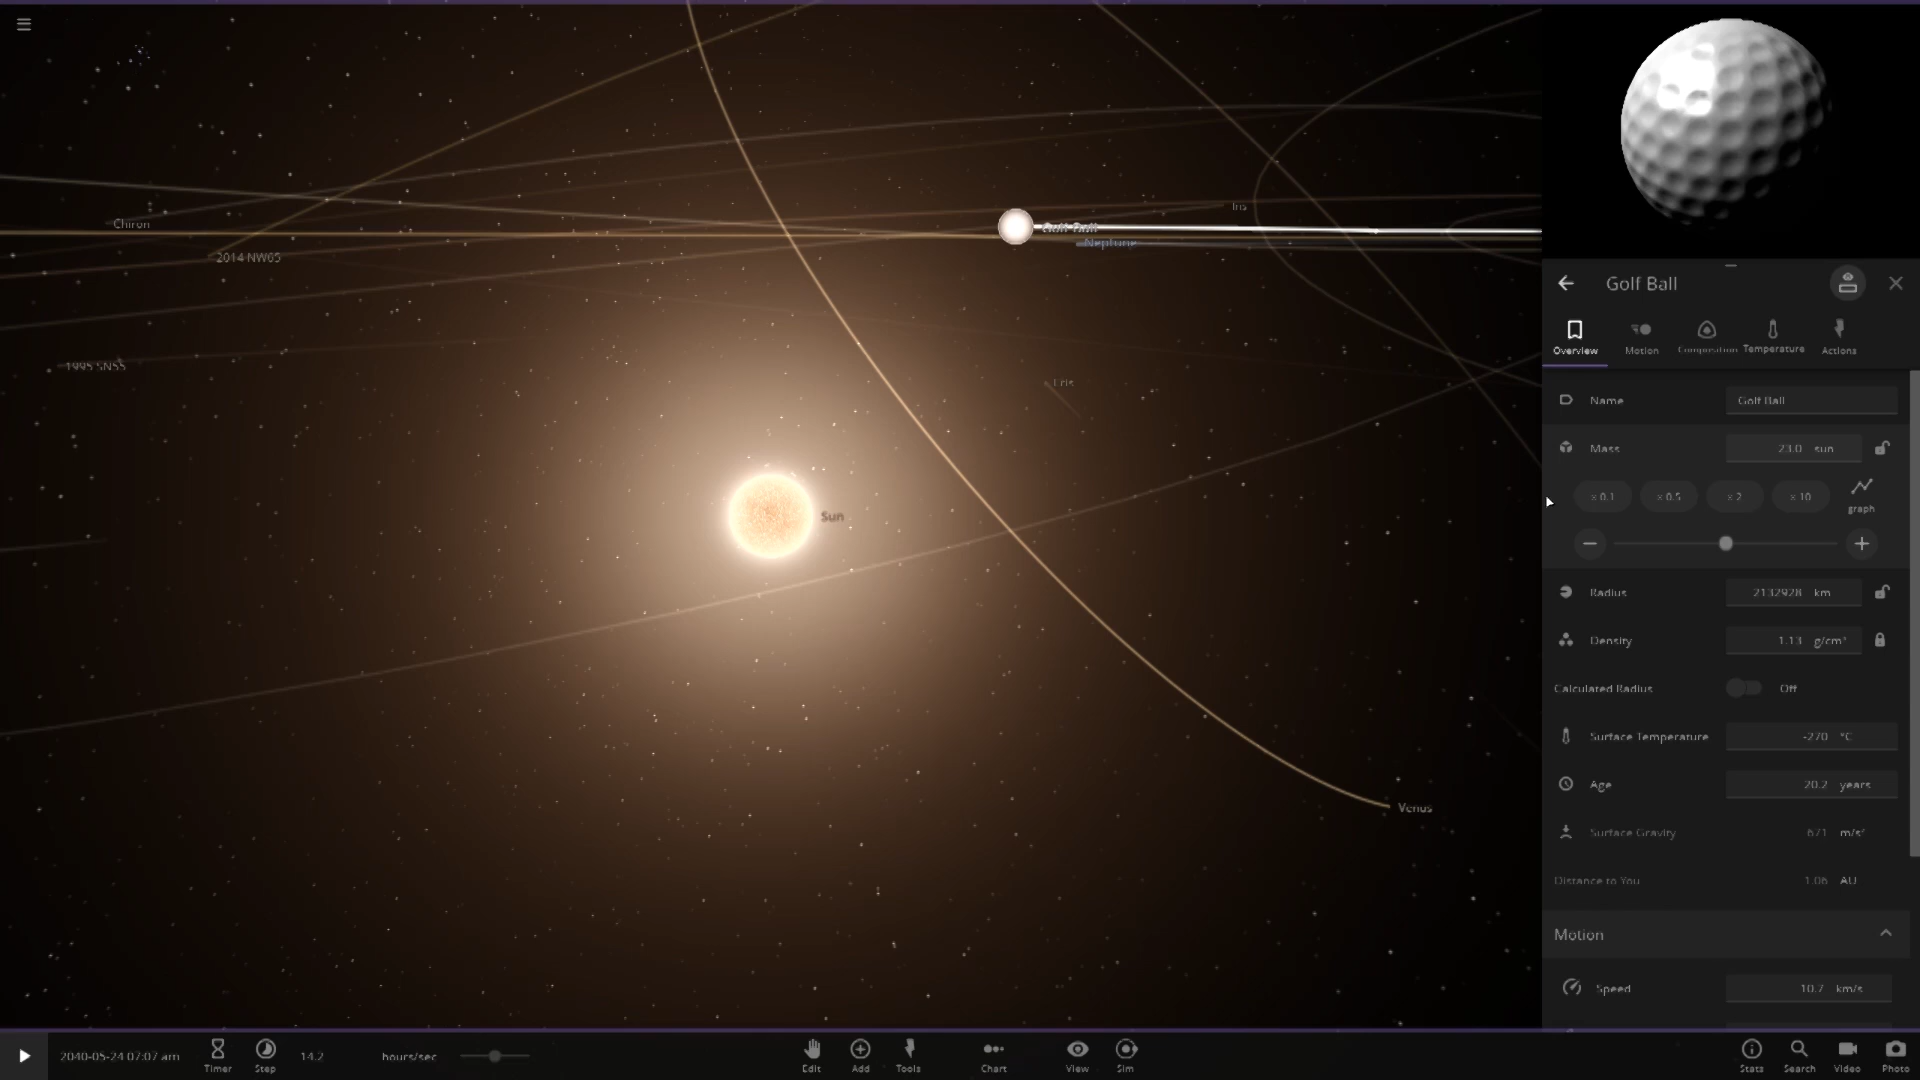 Chiron
2014 NW65
1995 SN55
Golf Ball
Neptune
Iris
Eris
Sun
Venus
Golf Ball
Overview
Motion
Composition
Temperature
Actions
Name
Golf Ball
Mass
23.0 sun
x 0.1
x 0.5
x 2
x 10
graph
Radius
2132928 km
Density
1.13 g/cm³
Calculated Radius
Off
Surface Temperature
-270 °C
Age
20.2 years
Surface Gravity
671 m/s²
Distance to You
1.06 AU
Motion
Speed
10.7 km/s
2040-05-24 07:07 am
Timer
Step
14.2 hours/sec
Edit
Add
Tools
Chart
View
Sim
Stats
Search
Video
Photo